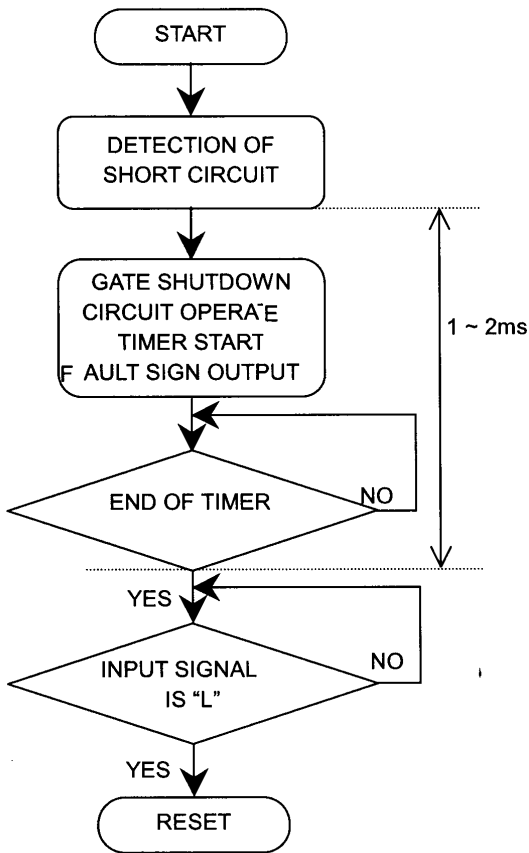 START
DETECTION OF
SHORT CIRCUIT
GATE SHUTDOWN
CIRCUIT OPERATE
TIMER START
FAULT SIGN OUTPUT
1 ~ 2ms
END OF TIMER
NO
YES
INPUT SIGNAL
IS “L”
NO
YES
RESET